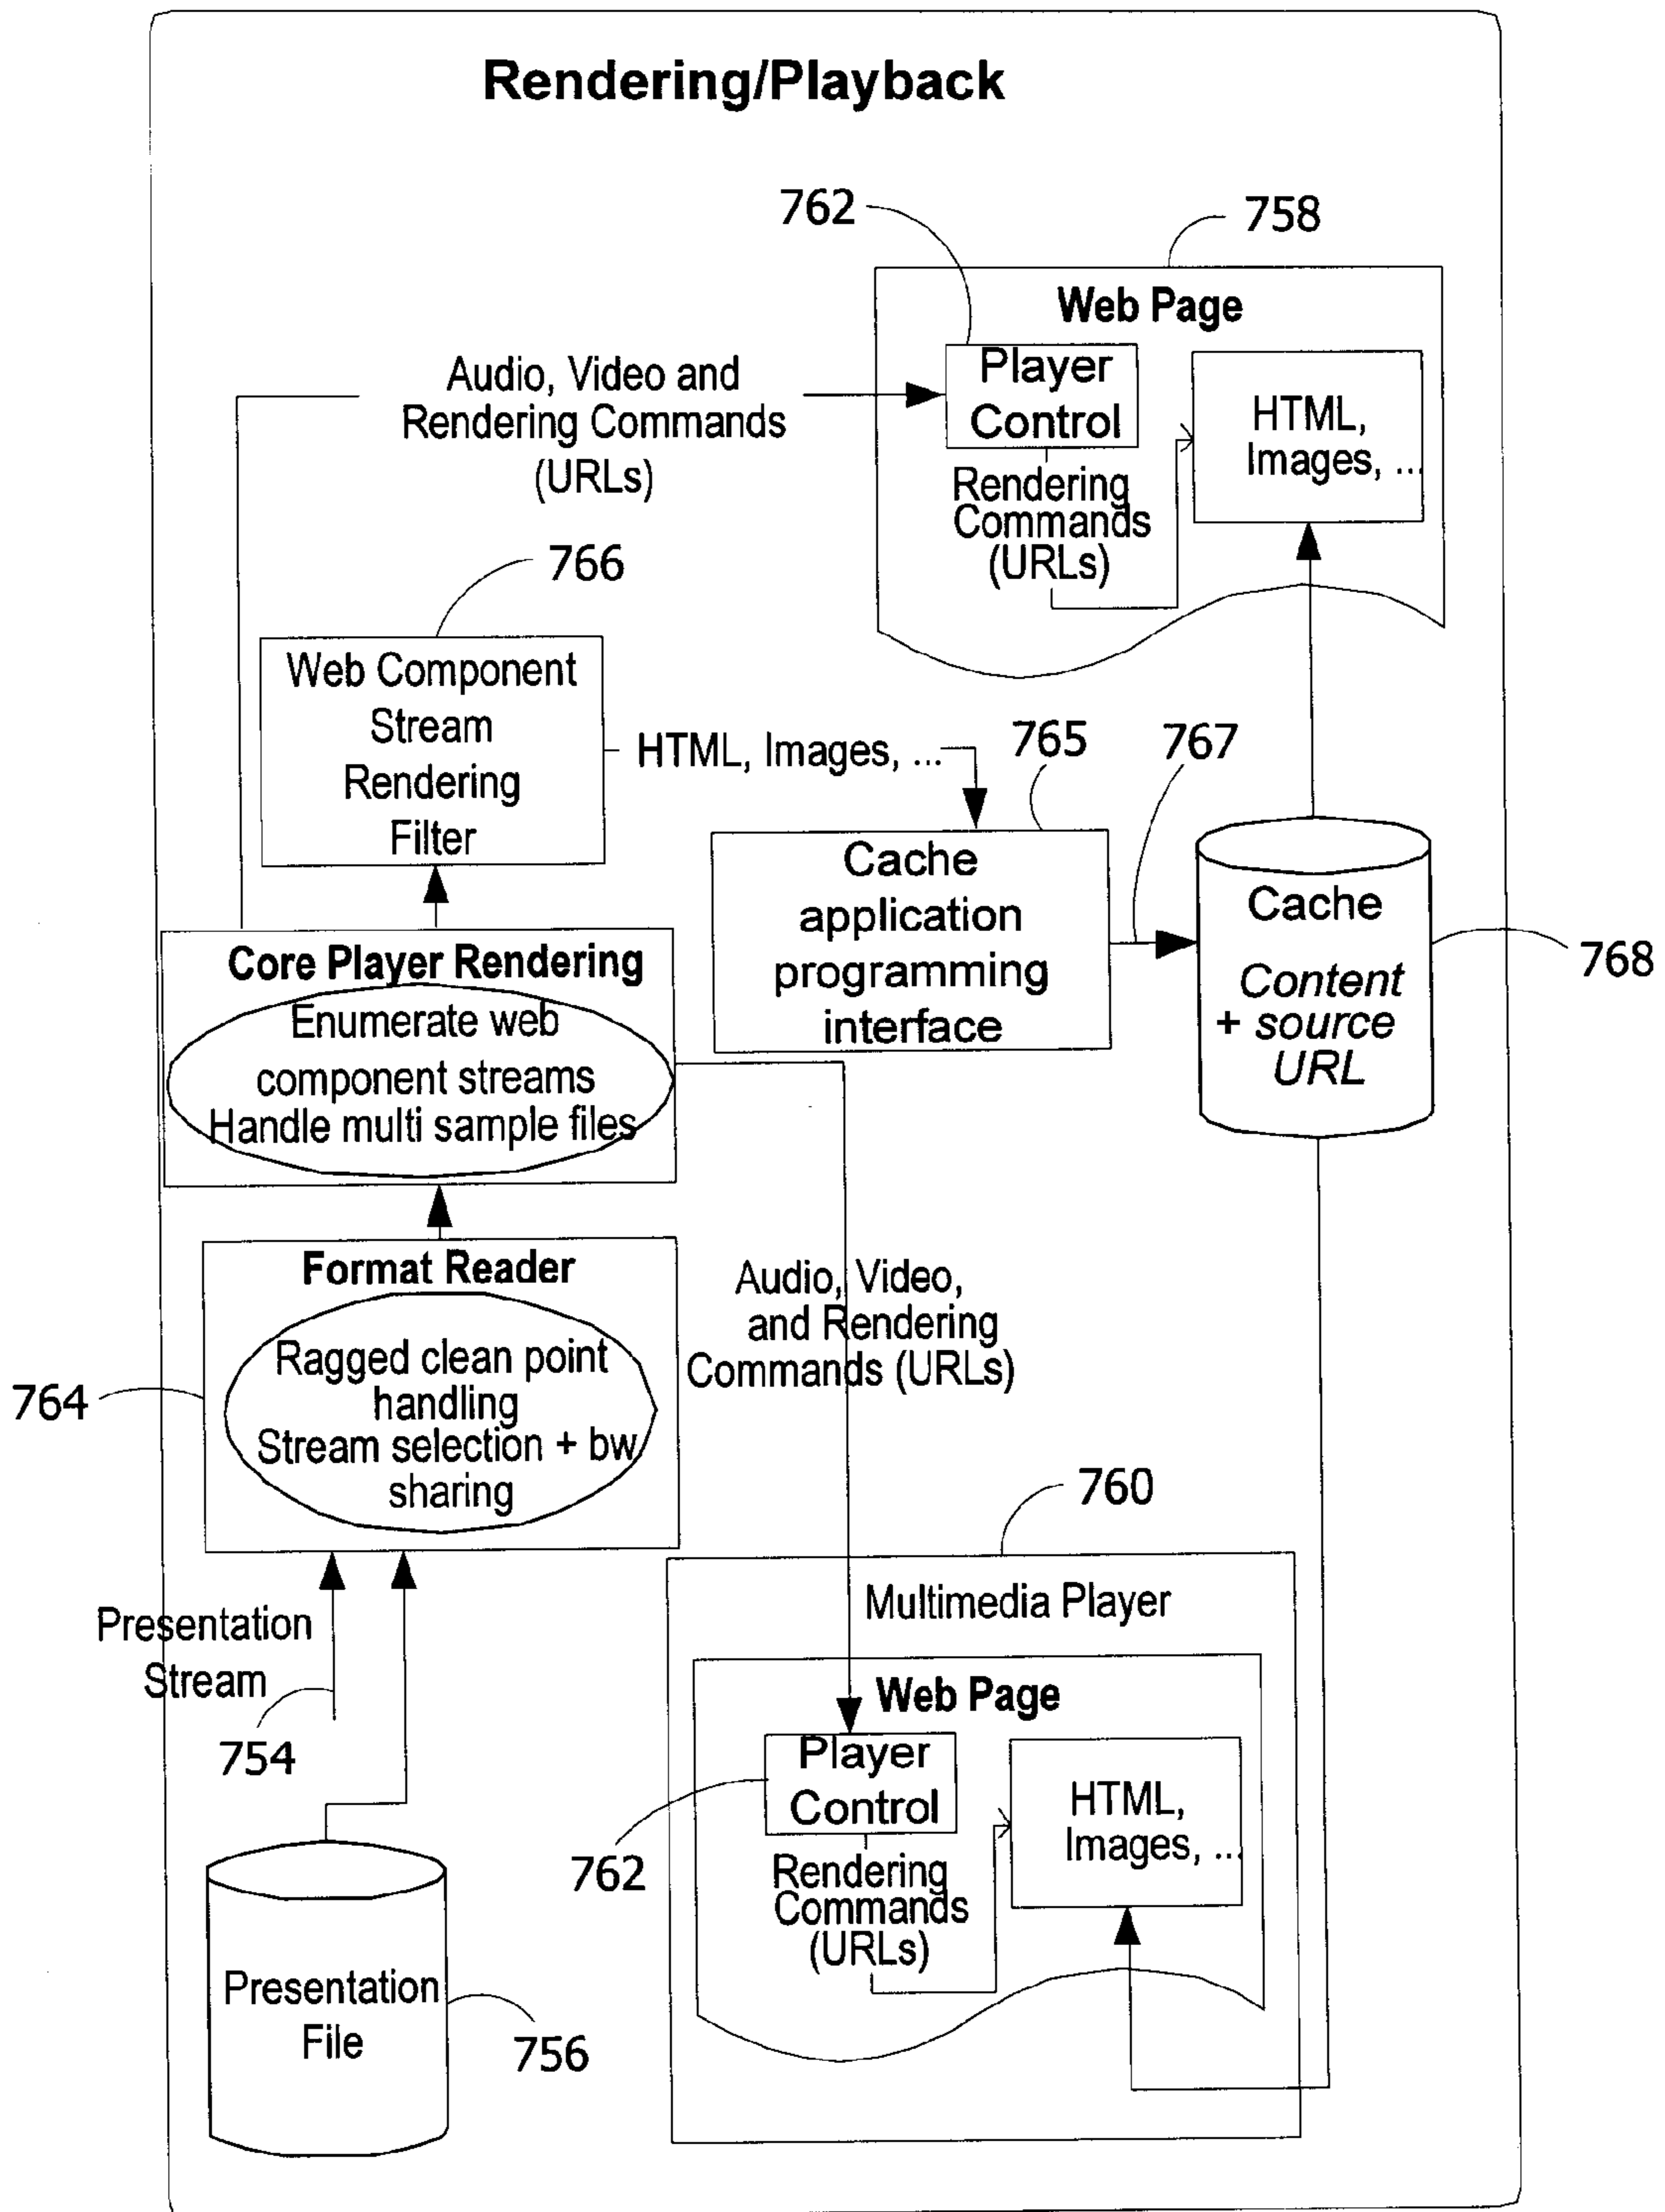 Rendering/Playback
762
758
Web Page
Player
Control
Audio, Video and
Rendering Commands
(URLs)
HTML,
Images, ...
Rendering
Commands
(URLs)
766
Web Component
Stream
Rendering
Filter
HTML, Images, ...
765
767
Cache
application
programming
interface
Cache
Content
+ source
URL
768
Core Player Rendering
Enumerate web
component streams
Handle multi sample files
Format Reader
Ragged clean point
handling
Stream selection + bw
sharing
764
Audio, Video,
and Rendering
Commands (URLs)
760
Multimedia Player
Presentation
Stream
754
Web Page
Player
Control
762
HTML,
Images, ...
Rendering
Commands
(URLs)
Presentation
File
756